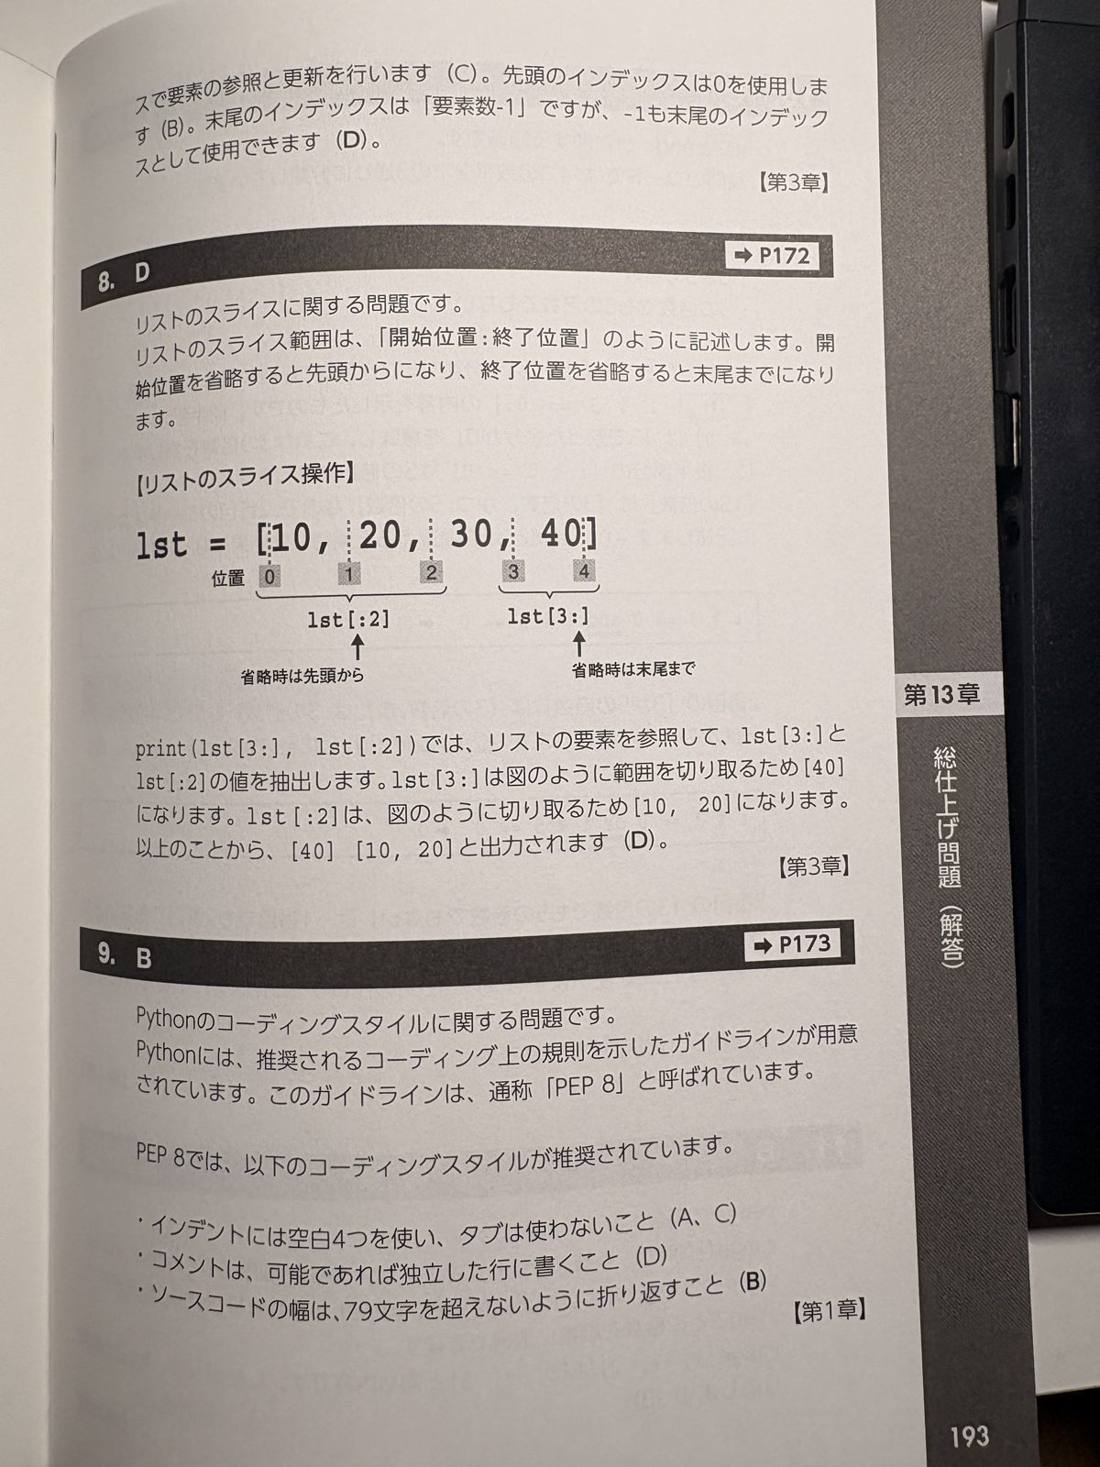 スで要素の参照と更新を行います（C）。先頭のインデックスは0を使用しま
す（B）。末尾のインデックスは「要素数-1」ですが、-1も末尾のインデック
スとして使用できます（D）。
【第3章】
8. D
➡ P172
リストのスライスに関する問題です。
リストのスライス範囲は、「開始位置:終了位置」のように記述します。開
始位置を省略すると先頭からになり、終了位置を省略すると末尾までになり
ます。
【リストのスライス操作】
lst = [10, 20, 30, 40]
位置 0 1 2 3 4
lst[:2] lst[3:]
省略時は先頭から 省略時は末尾まで
print(lst[3:], lst[:2])では、リストの要素を参照して、lst[3:]と
lst[:2]の値を抽出します。lst[3:]は図のように範囲を切り取るため[40]
になります。lst[:2]は、図のように切り取るため[10, 20]になります。
以上のことから、[40] [10, 20]と出力されます（D）。
【第3章】
9. B
➡ P173
Pythonのコーディングスタイルに関する問題です。
Pythonには、推奨されるコーディング上の規則を示したガイドラインが用意
されています。このガイドラインは、通称「PEP 8」と呼ばれています。
PEP 8では、以下のコーディングスタイルが推奨されています。
・インデントには空白4つを使い、タブは使わないこと（A、C）
・コメントは、可能であれば独立した行に書くこと（D）
・ソースコードの幅は、79文字を超えないように折り返すこと（B）
【第1章】
第13章
総仕上げ問題（解答）
193